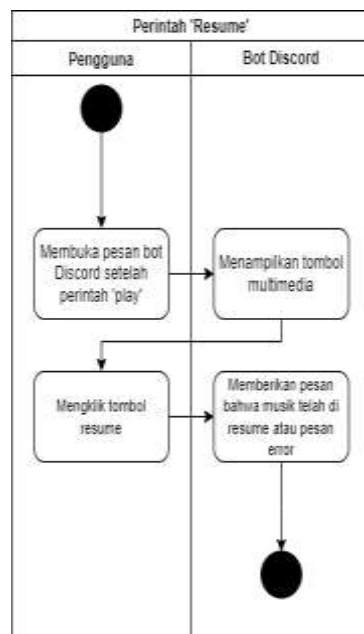 Perintah 'Resume'
Pengguna
Bot Discord
Membuka pesan bot
Discord setelah
perintah 'play'
Menampilkan tombol
multimedia
Mengklik tombol
resume
Memberikan pesan
bahwa musik telah di
resume atau pesan
error